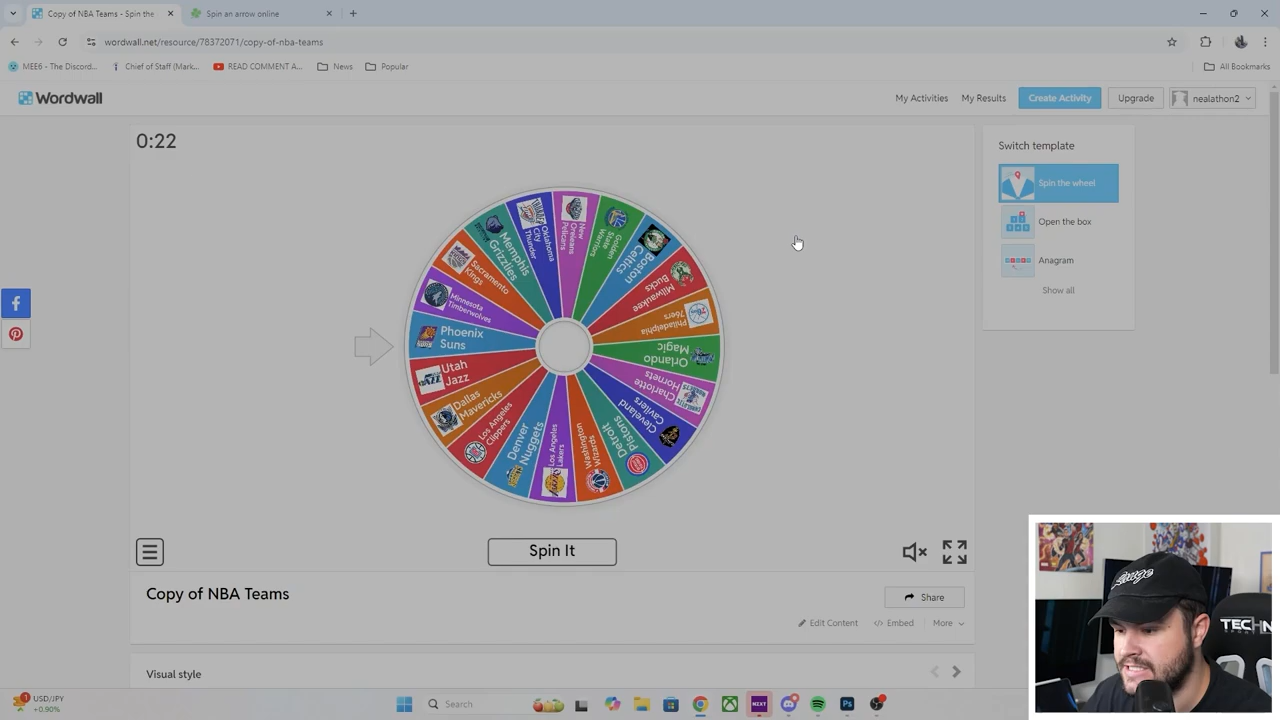 Copy of NBA Teams - Spin the
Spin an arrow online
wordwall.net/resource/78372071/copy-of-nba-teams
MEE6 - The Discord...
Chief of Staff (Mark...
READ COMMENT A...
News
Popular
All Bookmarks
Wordwall
My Activities
My Results
Create Activity
Upgrade
nealathon2
0:22
Switch template
Spin the wheel
Open the box
Anagram
Show all
New
Orleans
Pelicans
Golden
State
Warriors
Boston
Celtics
Milwaukee
Bucks
Philadelphia
76ers
Orlando
Magic
Charlotte
Hornets
Cleveland
Cavliers
Detroit
Pistons
Washington
Wizards
Los Angeles
Lakers
Denver
Nuggets
Los Angeles
Clippers
Dallas
Mavericks
Utah
Jazz
Phoenix
Suns
Minnesota
Timberwolves
Sacramento
Kings
Memphis
Grizzlies
Oklahoma
City
Thunder
Spin It
Copy of NBA Teams
Share
Edit Content
Embed
More
Visual style
USD/JPY
+0.90%
Search
TECHN